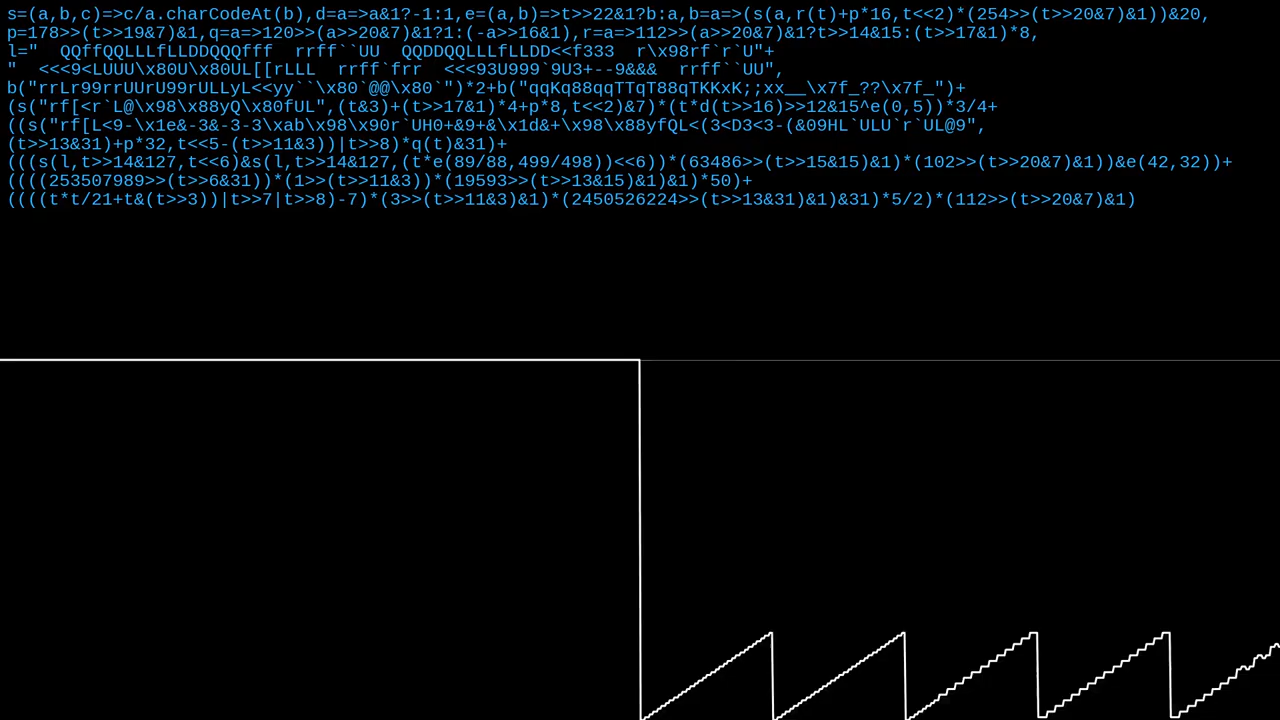 s=(a,b,c)=>c/a.charCodeAt(b),d=a=>a&1?-1:1,e=(a,b)=>t>>22&1?b:a,b=a=>(s(a,r(t)+p*16,t<<2)*(254>>(t>>20&7)&1))&20,
p=178>>(t>>19&7)&1,q=a=>120>>(a>>20&7)&1?1:(-a>>16&1),r=a=>112>>(a>>20&7)&1?t>>14&15:(t>>17&1)*8,
l="  QQffQQLLLfLLDDQQQfff  rrff``UU  QQDDQQLLLfLLDD<<f333  r\x98rf`r`U"+
"  <<<9<LUUU\x80U\x80UL[[rLLL  rrff`frr  <<<93U999`9U3+--9&&&  rrff``UU",
b("rrLr99rrUUrU99rULLyL<<yy``\x80`@@\x80`")*2+b("qqKq88qqTTqT88qTKKxK;;xx__\x7f_??\x7f_")+
(s("rf[<r`L@\x98\x88yQ\x80fUL",(t&3)+(t>>17&1)*4+p*8,t<<2)&7)*(t*d(t>>16)>>12&15^e(0,5))*3/4+
((s("rf[L<9-\x1e&-3&-3-3\xab\x98\x90r`UH0+&9+&\x1d&+\x98\x88yfQL<(3<D3<3-(&09HL`ULU`r`UL@9",
(t>>13&31)+p*32,t<<5-(t>>11&3))|t>>8)*q(t)&31)+
(((s(l,t>>14&127,t<<6)&s(l,t>>14&127,(t*e(89/88,499/498))<<6))*(63486>>(t>>15&15)&1)*(102>>(t>>20&7)&1))&e(42,32))+
((((253507989>>(t>>6&31))*(1>>(t>>11&3))*(19593>>(t>>13&15)&1)&1)*50)+
((((t*t/21+t&(t>>3))|t>>7|t>>8)-7)*(3>>(t>>11&3)&1)*(2450526224>>(t>>13&31)&1)&31)*5/2)*(112>>(t>>20&7)&1)